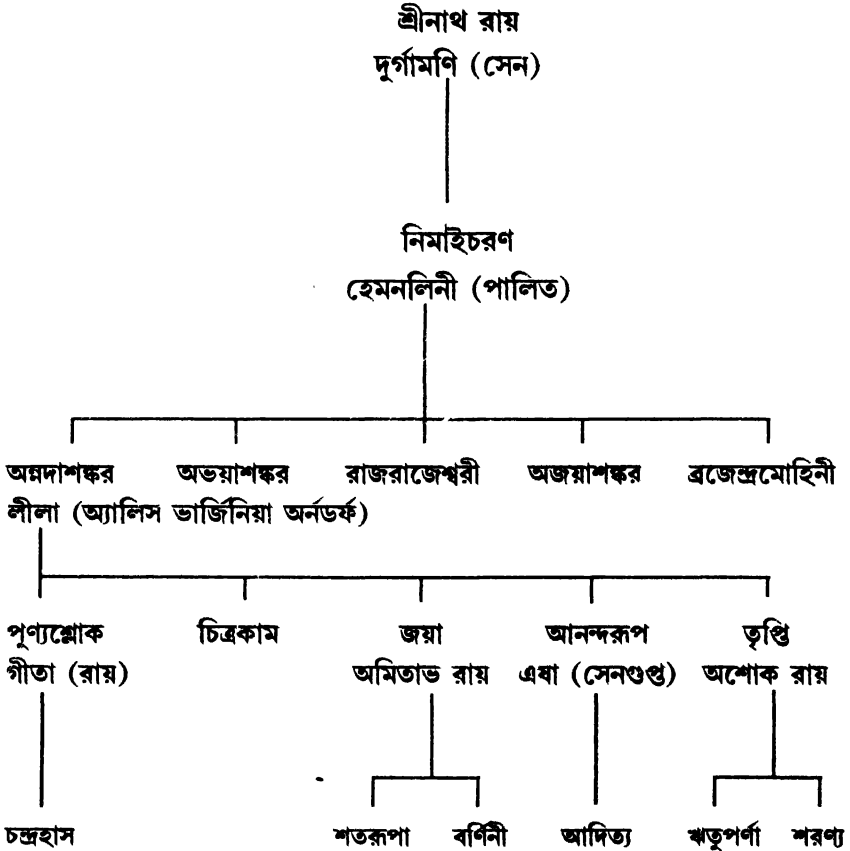 শ্রীনাথ রায়
দুর্গামণি (সেন)
নিমাইচরণ
হেমনলিনী (পালিত)
অন্নদাশঙ্কর অভয়াশঙ্কর রাজরাজেশ্বরী অজয়াশঙ্কর ব্রজেন্দ্রমোহিনী
লীলা (অ্যালিস ভার্জিনিয়া অর্নডর্ফ)
পুণ্যশ্লোক চিত্রকাম জয়া আনন্দরূপ তৃপ্তি
গীতা (রায়) অমিতাভ রায় এষা (সেনগুপ্ত) অশোক রায়
চন্দ্রহাস শতরূপা বর্ণিনী আদিত্য ঋতুপর্ণা শরণ্য